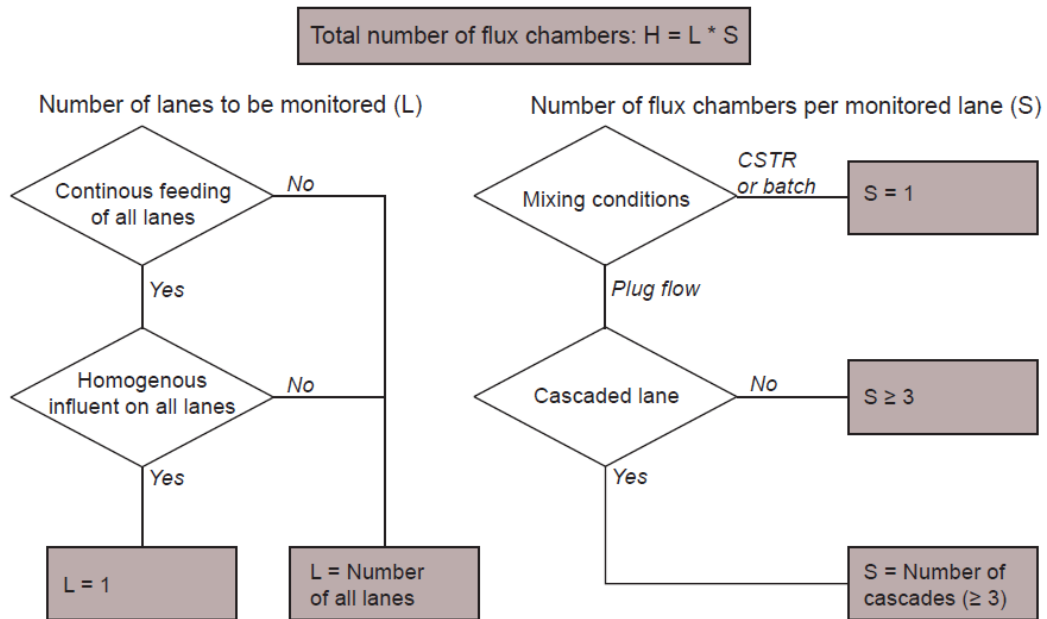 Total number of flux chambers: H = L * S
Number of lanes to be monitored (L)
Continous feeding
of all lanes
No
Yes
Homogenous
influent on all lanes
No
Yes
L = 1
L = Number
of all lanes
Number of flux chambers per monitored lane (S)
Mixing conditions
CSTR
or batch
S = 1
Plug flow
Cascaded lane
No
S ≥ 3
Yes
S = Number of
cascades (≥ 3)